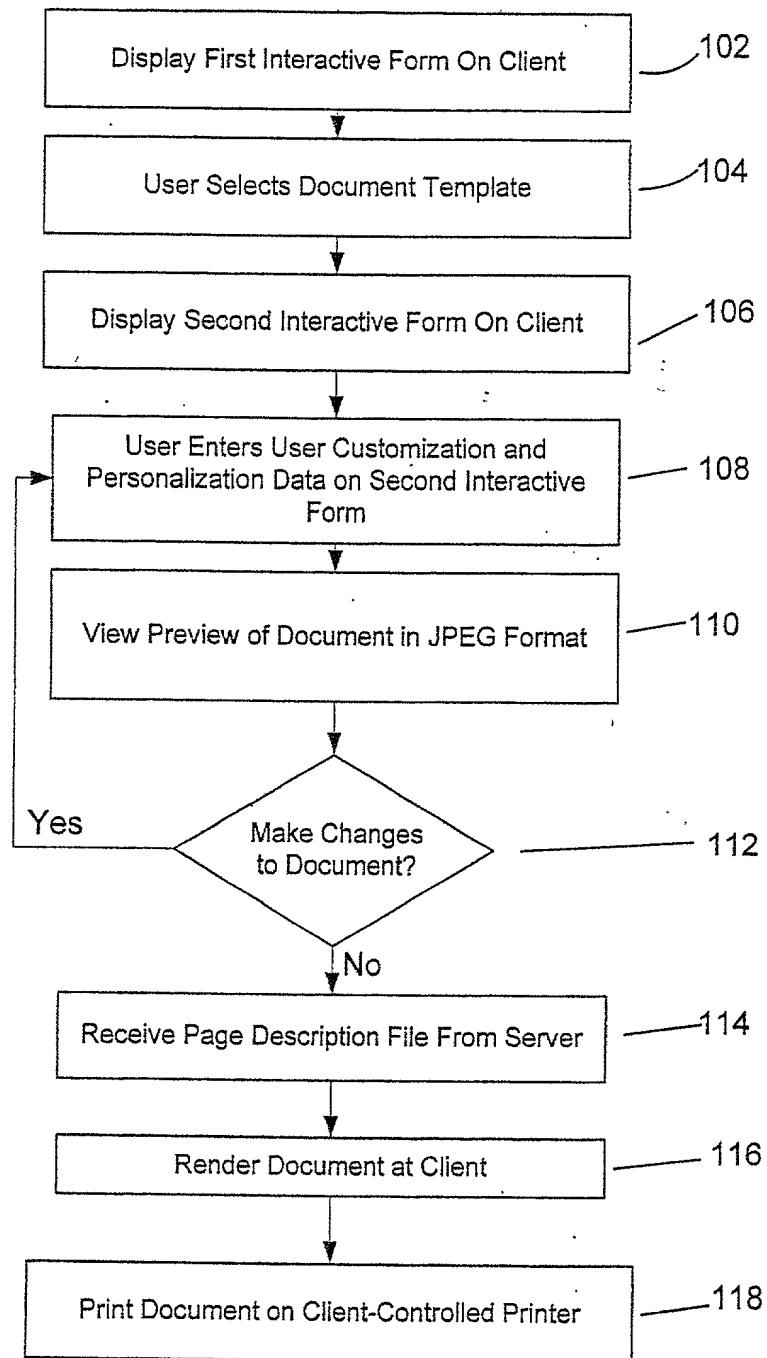 Display First Interactive Form On Client
102
User Selects Document Template
104
Display Second Interactive Form On Client
106
User Enters User Customization and
Personalization Data on Second Interactive
Form
108
View Preview of Document in JPEG Format
110
Yes
Make Changes
to Document?
112
No
Receive Page Description File From Server
114
Render Document at Client
116
Print Document on Client-Controlled Printer
118